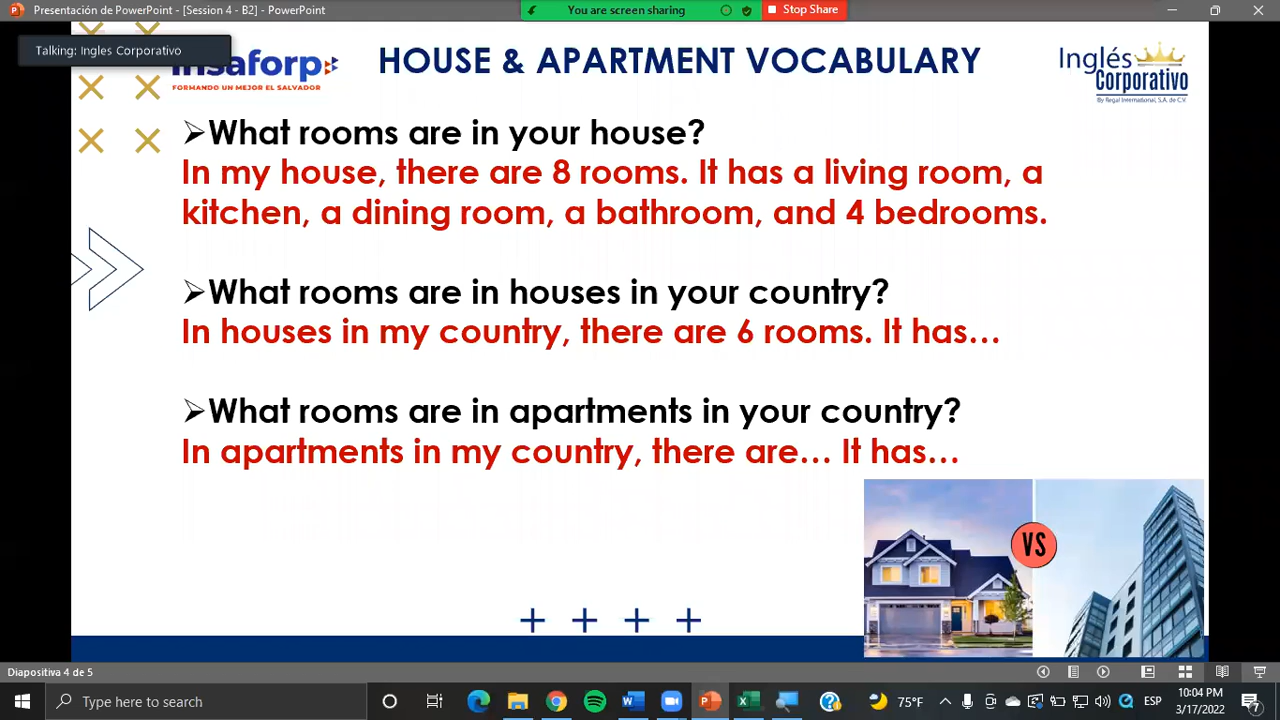 Presentación de PowerPoint - [Session 4 - B2] - PowerPoint
You are screen sharing
Stop Share
Talking: Ingles Corporativo
insaforp
FORMANDO UN MEJOR EL SALVADOR
HOUSE & APARTMENT VOCABULARY
Inglés
Corporativo
By Regal International, S.A. de C.V.
What rooms are in your house?
In my house, there are 8 rooms. It has a living room, a
kitchen, a dining room, a bathroom, and 4 bedrooms.
What rooms are in houses in your country?
In houses in my country, there are 6 rooms. It has…
What rooms are in apartments in your country?
In apartments in my country, there are… It has…
VS
Diapositiva 4 de 5
Type here to search
75°F
ESP
10:04 PM
3/17/2022
7